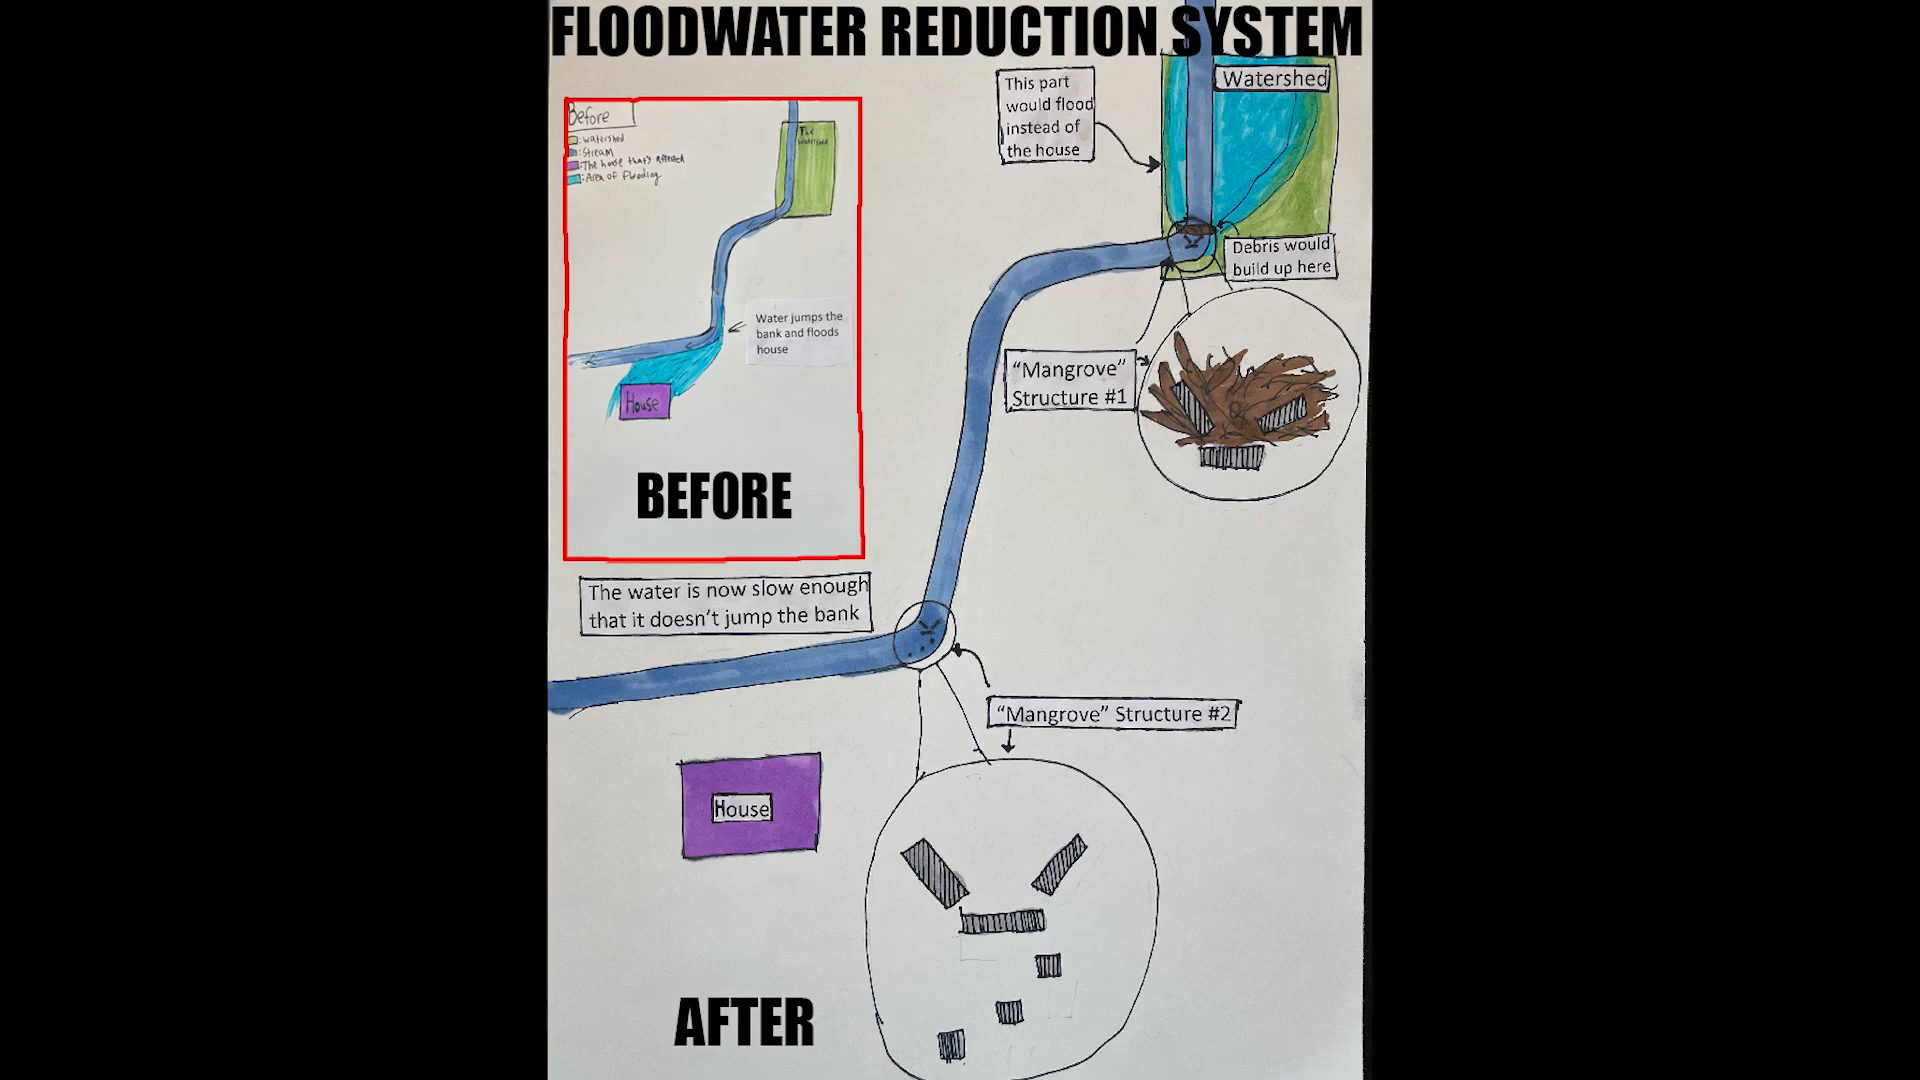 FLOODWATER REDUCTION SYSTEM
Before
: watershed
: Stream
: The house that's affected
: Area of flooding
The
watershed
Water jumps the
bank and floods
house
House
BEFORE
This part
would flood
instead of
the house
Watershed
Debris would
build up here
“Mangrove”
Structure #1
The water is now slow enough
that it doesn’t jump the bank
“Mangrove” Structure #2
House
AFTER